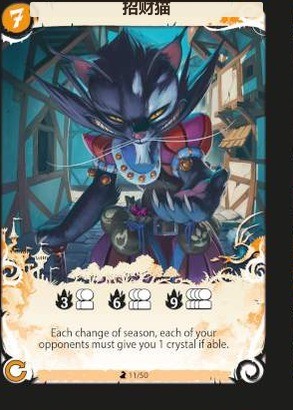 招财猫
7
3 6 9
Each change of season, each of your
opponents must give you 1 crystal if able.
11/50